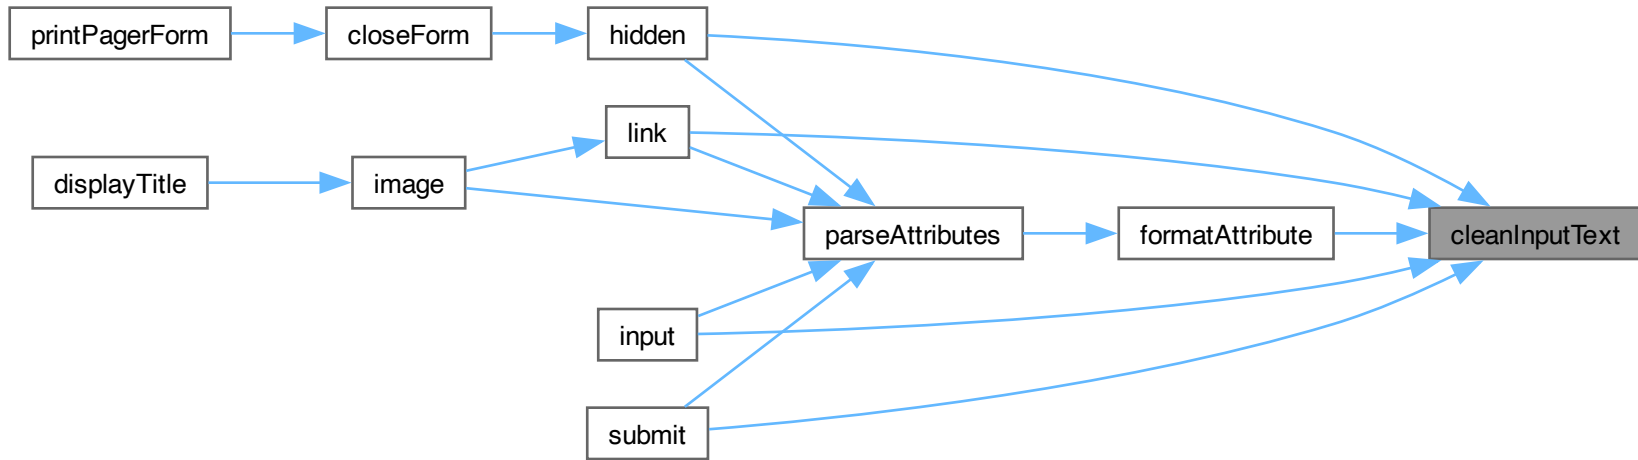 printPagerForm
closeForm
hidden
link
displayTitle
image
parseAttributes
formatAttribute
cleanInputText
input
submit